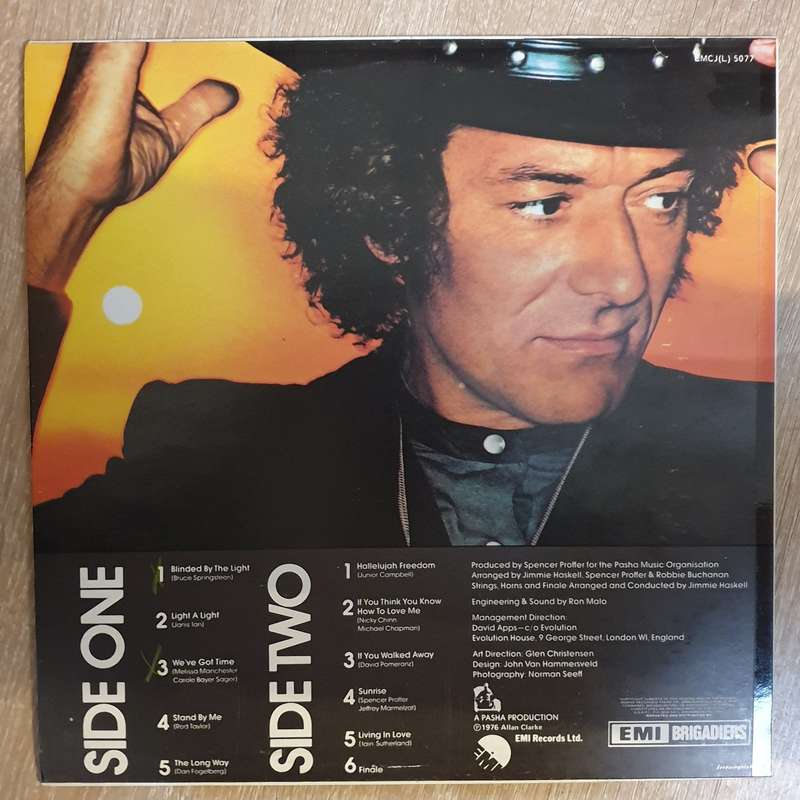 EMCJ(L) 5077
SIDE ONE
1 Blinded By The Light
(Bruce Springsteen)
2 Light A Light
(Janis Ian)
3 We've Got Time
(Melissa Manchester
Carole Bayer Sager)
4 Stand By Me
(Rod Taylor)
5 The Long Way
(Dan Fogelberg)
SIDE TWO
1 Hallelujah Freedom
(Junior Campbell)
2 If You Think You Know
How To Love Me
(Nicky Chinn
Michael Chapman)
3 If You Walked Away
(David Pomeranz)
4 Sunrise
(Spencer Proffer
Jeffrey Marmelzat)
5 Living In Love
(Iain Sutherland)
6 Finale
Produced by Spencer Proffer for the Pasha Music Organisation
Arranged by Jimmie Haskell, Spencer Proffer & Robbie Buchanan
Strings, Horns and Finale Arranged and Conducted by Jimmie Haskell
Engineering & Sound by Ron Malo
Management Direction:
David Apps–c/o Evolution
Evolution House, 9 George Street, London W1, England
Art Direction: Glen Christensen
Design: John Van Hammersveld
Photography: Norman Seeff
A PASHA PRODUCTION
℗1976 Allan Clarke
EMI
EMI Records Ltd.
EMI BRIGADIERS